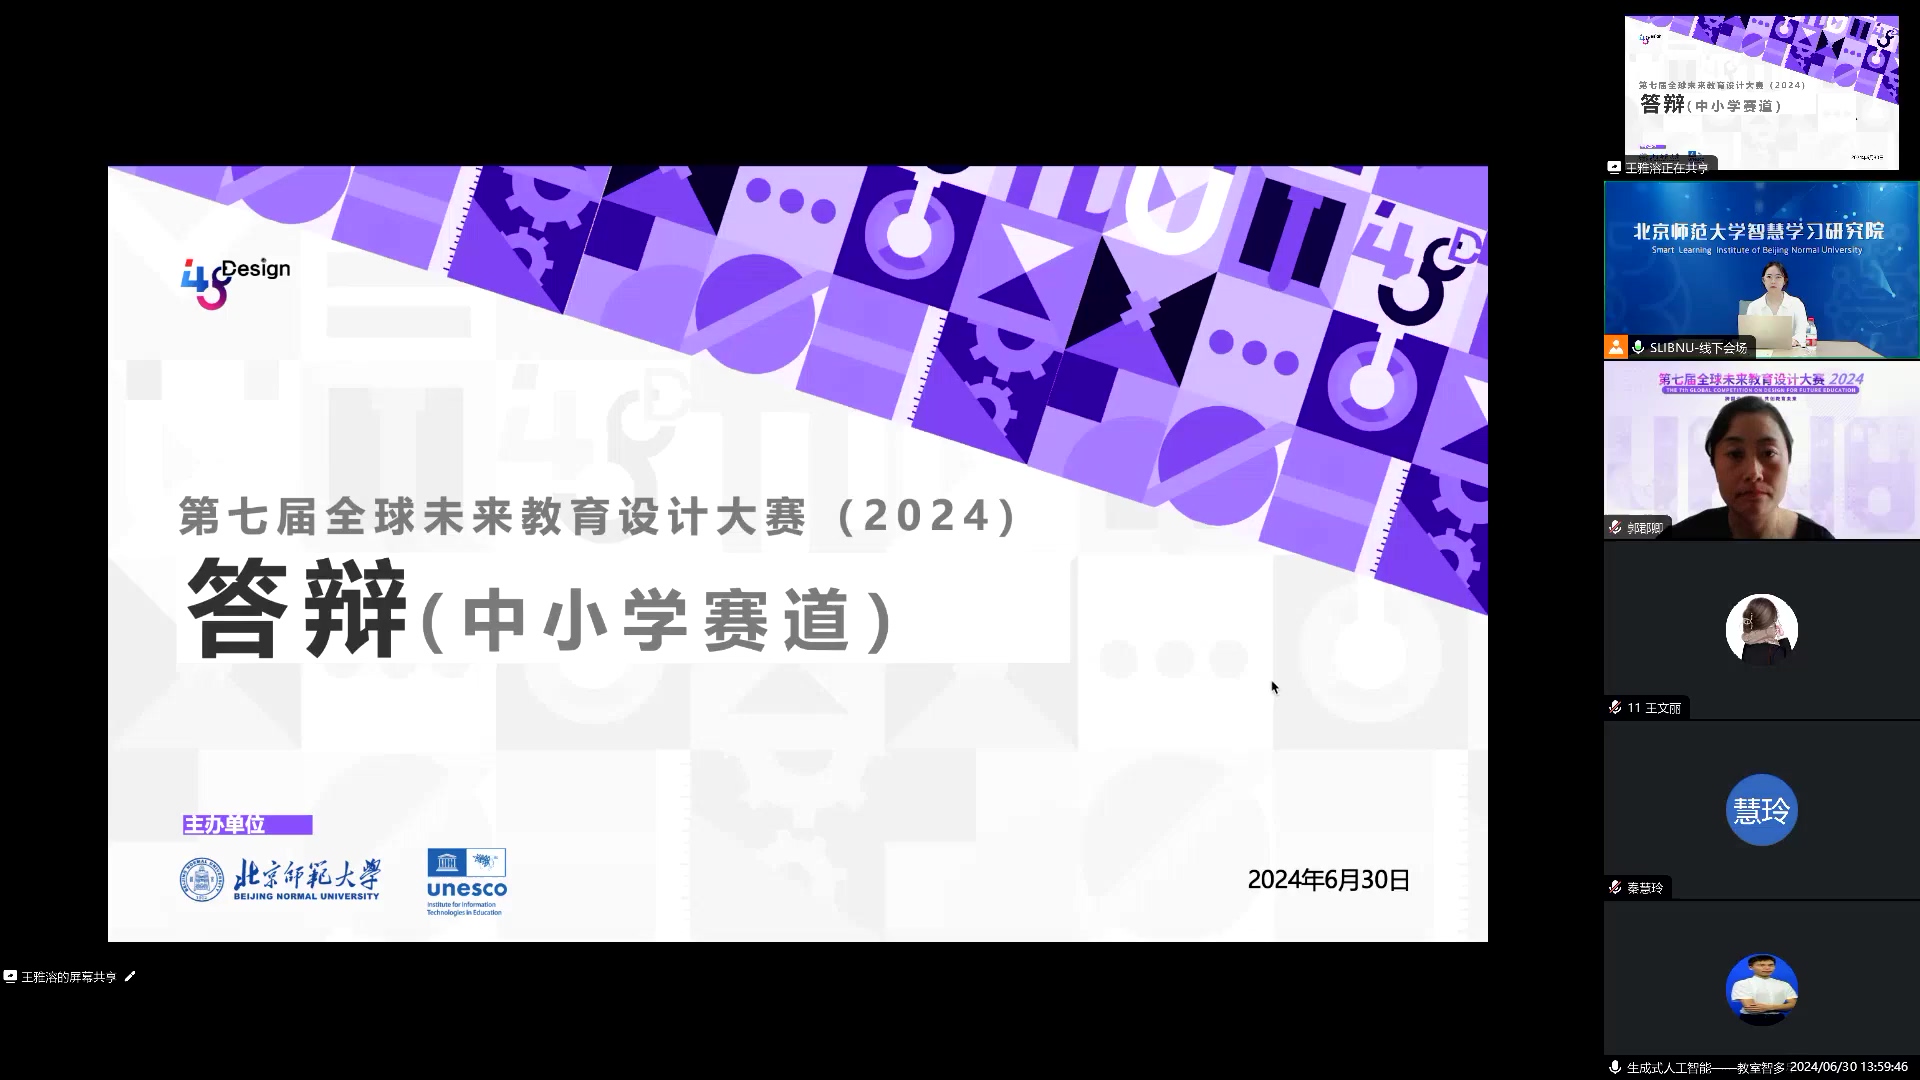 48
Design
第七届全球未来教育设计大赛（2024）
答辩(中小学赛道)
主办单位
北京师范大学
BEIJING NORMAL UNIVERSITY
unesco
Institute for Information
Technologies in Education
2024年6月30日
王雅溶的屏幕共享
第七届全球未来教育设计大赛（2024）
答辩(中小学赛道)
王雅溶正在共享
北京师范大学智慧学习研究院
Smart Learning Institute of Beijing Normal University
SLIBNU-线下会场
第七届全球未来教育设计大赛 2024
THE 7TH GLOBAL COMPETITION ON DESIGN FOR FUTURE EDUCATION
郭郡卿
11 王文丽
慧玲
秦慧玲
生成式人工智能——教室智多
2024/06/30 13:59:46